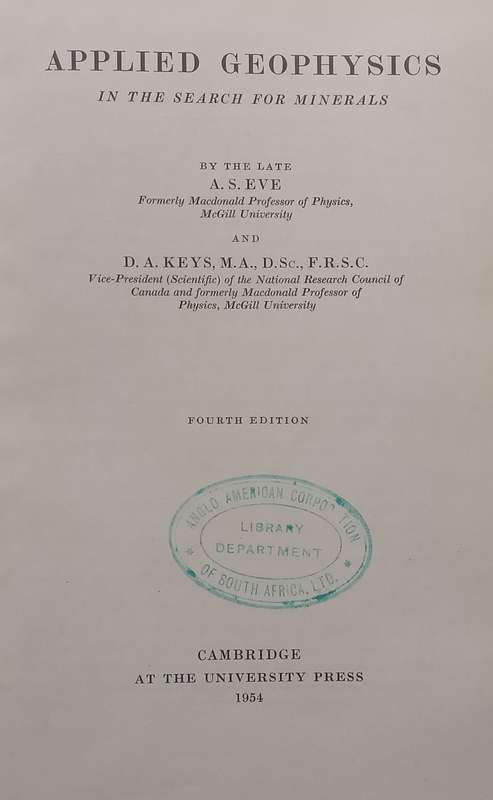 APPLIED GEOPHYSICS
IN THE SEARCH FOR MINERALS
BY THE LATE
A. S. EVE
Formerly Macdonald Professor of Physics,
McGill University
AND
D. A. KEYS, M.A., D.Sc., F.R.S.C.
Vice-President (Scientific) of the National Research Council of
Canada and formerly Macdonald Professor of
Physics, McGill University
FOURTH EDITION
ANGLO AMERICAN CORPORATION
LIBRARY
DEPARTMENT
* OF SOUTH AFRICA, LTD. *
CAMBRIDGE
AT THE UNIVERSITY PRESS
1954